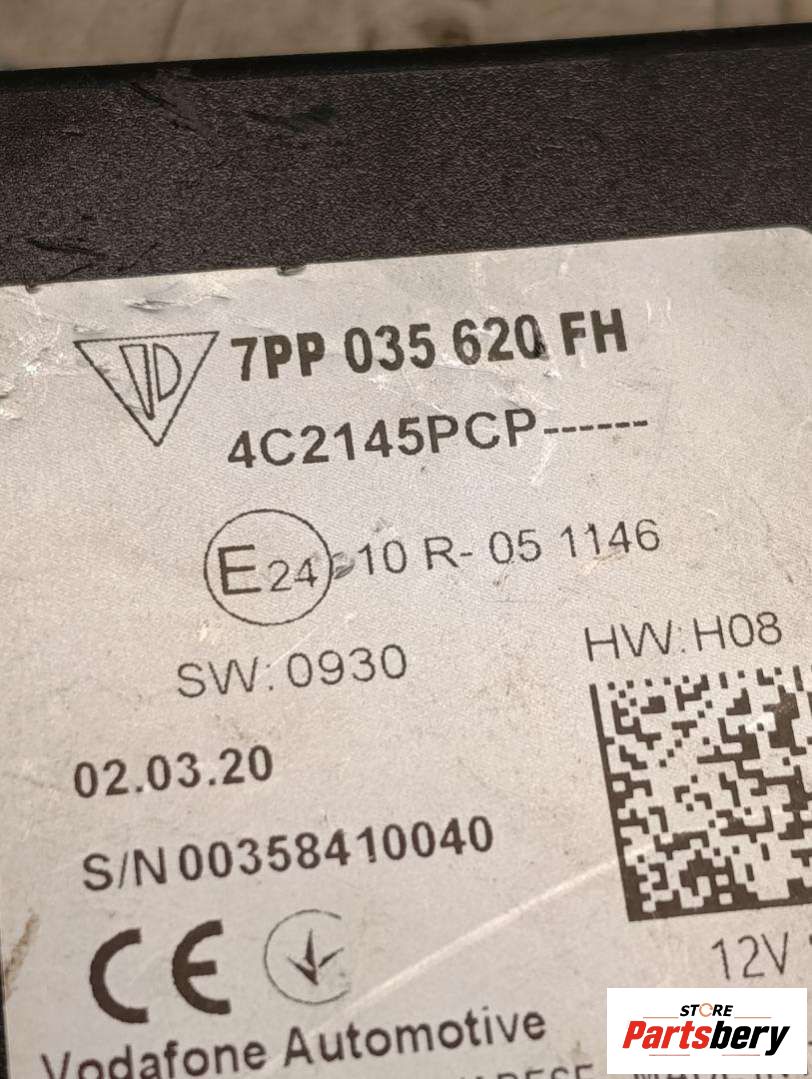 7PP 035 620 FH
4C2145PCP------
E24 10 R- 05 1146
SW: 0930
HW: H08
02.03.20
S/N 00358410040
12V
CE
Vodafone Automotive
STORE
Partsbery